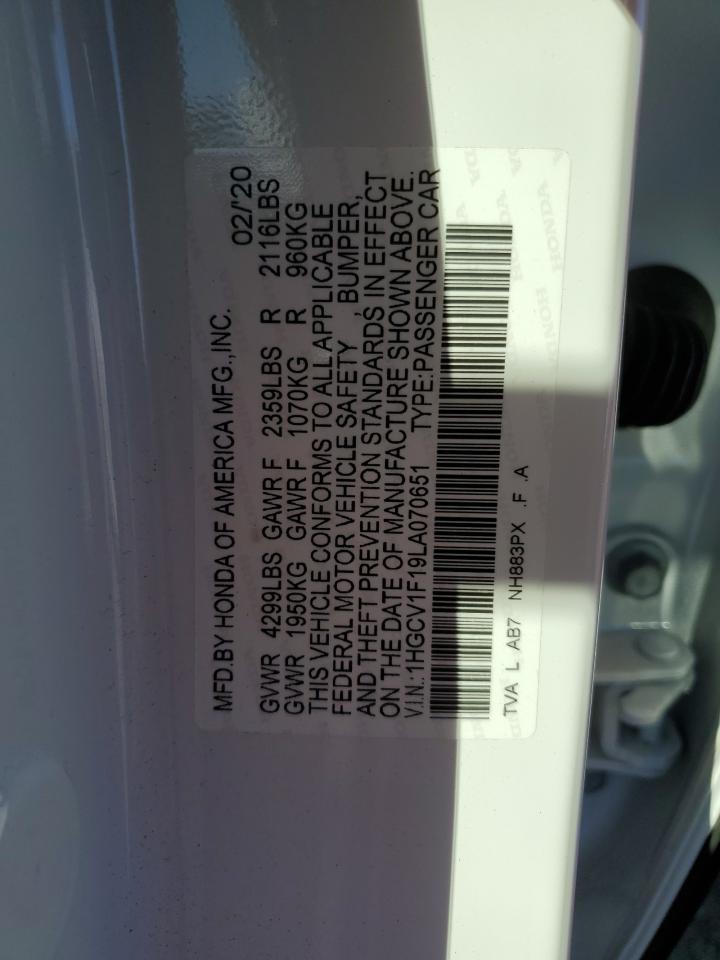 MFD.BY HONDA OF AMERICA MFG.,INC. 02/'20
GVWR 4299LBS GAWR F 2359LBS R 2116LBS
GVWR 1950KG GAWR F 1070KG R 960KG
THIS VEHICLE CONFORMS TO ALL APPLICABLE
FEDERAL MOTOR VEHICLE SAFETY , BUMPER,
AND THEFT PREVENTION STANDARDS IN EFFECT
ON THE DATE OF MANUFACTURE SHOWN ABOVE.
V.I.N.:1HGCV1F19LA070651 TYPE:PASSENGER CAR
TVA L AB7 NH883PX .F .A
HONDA HONDA